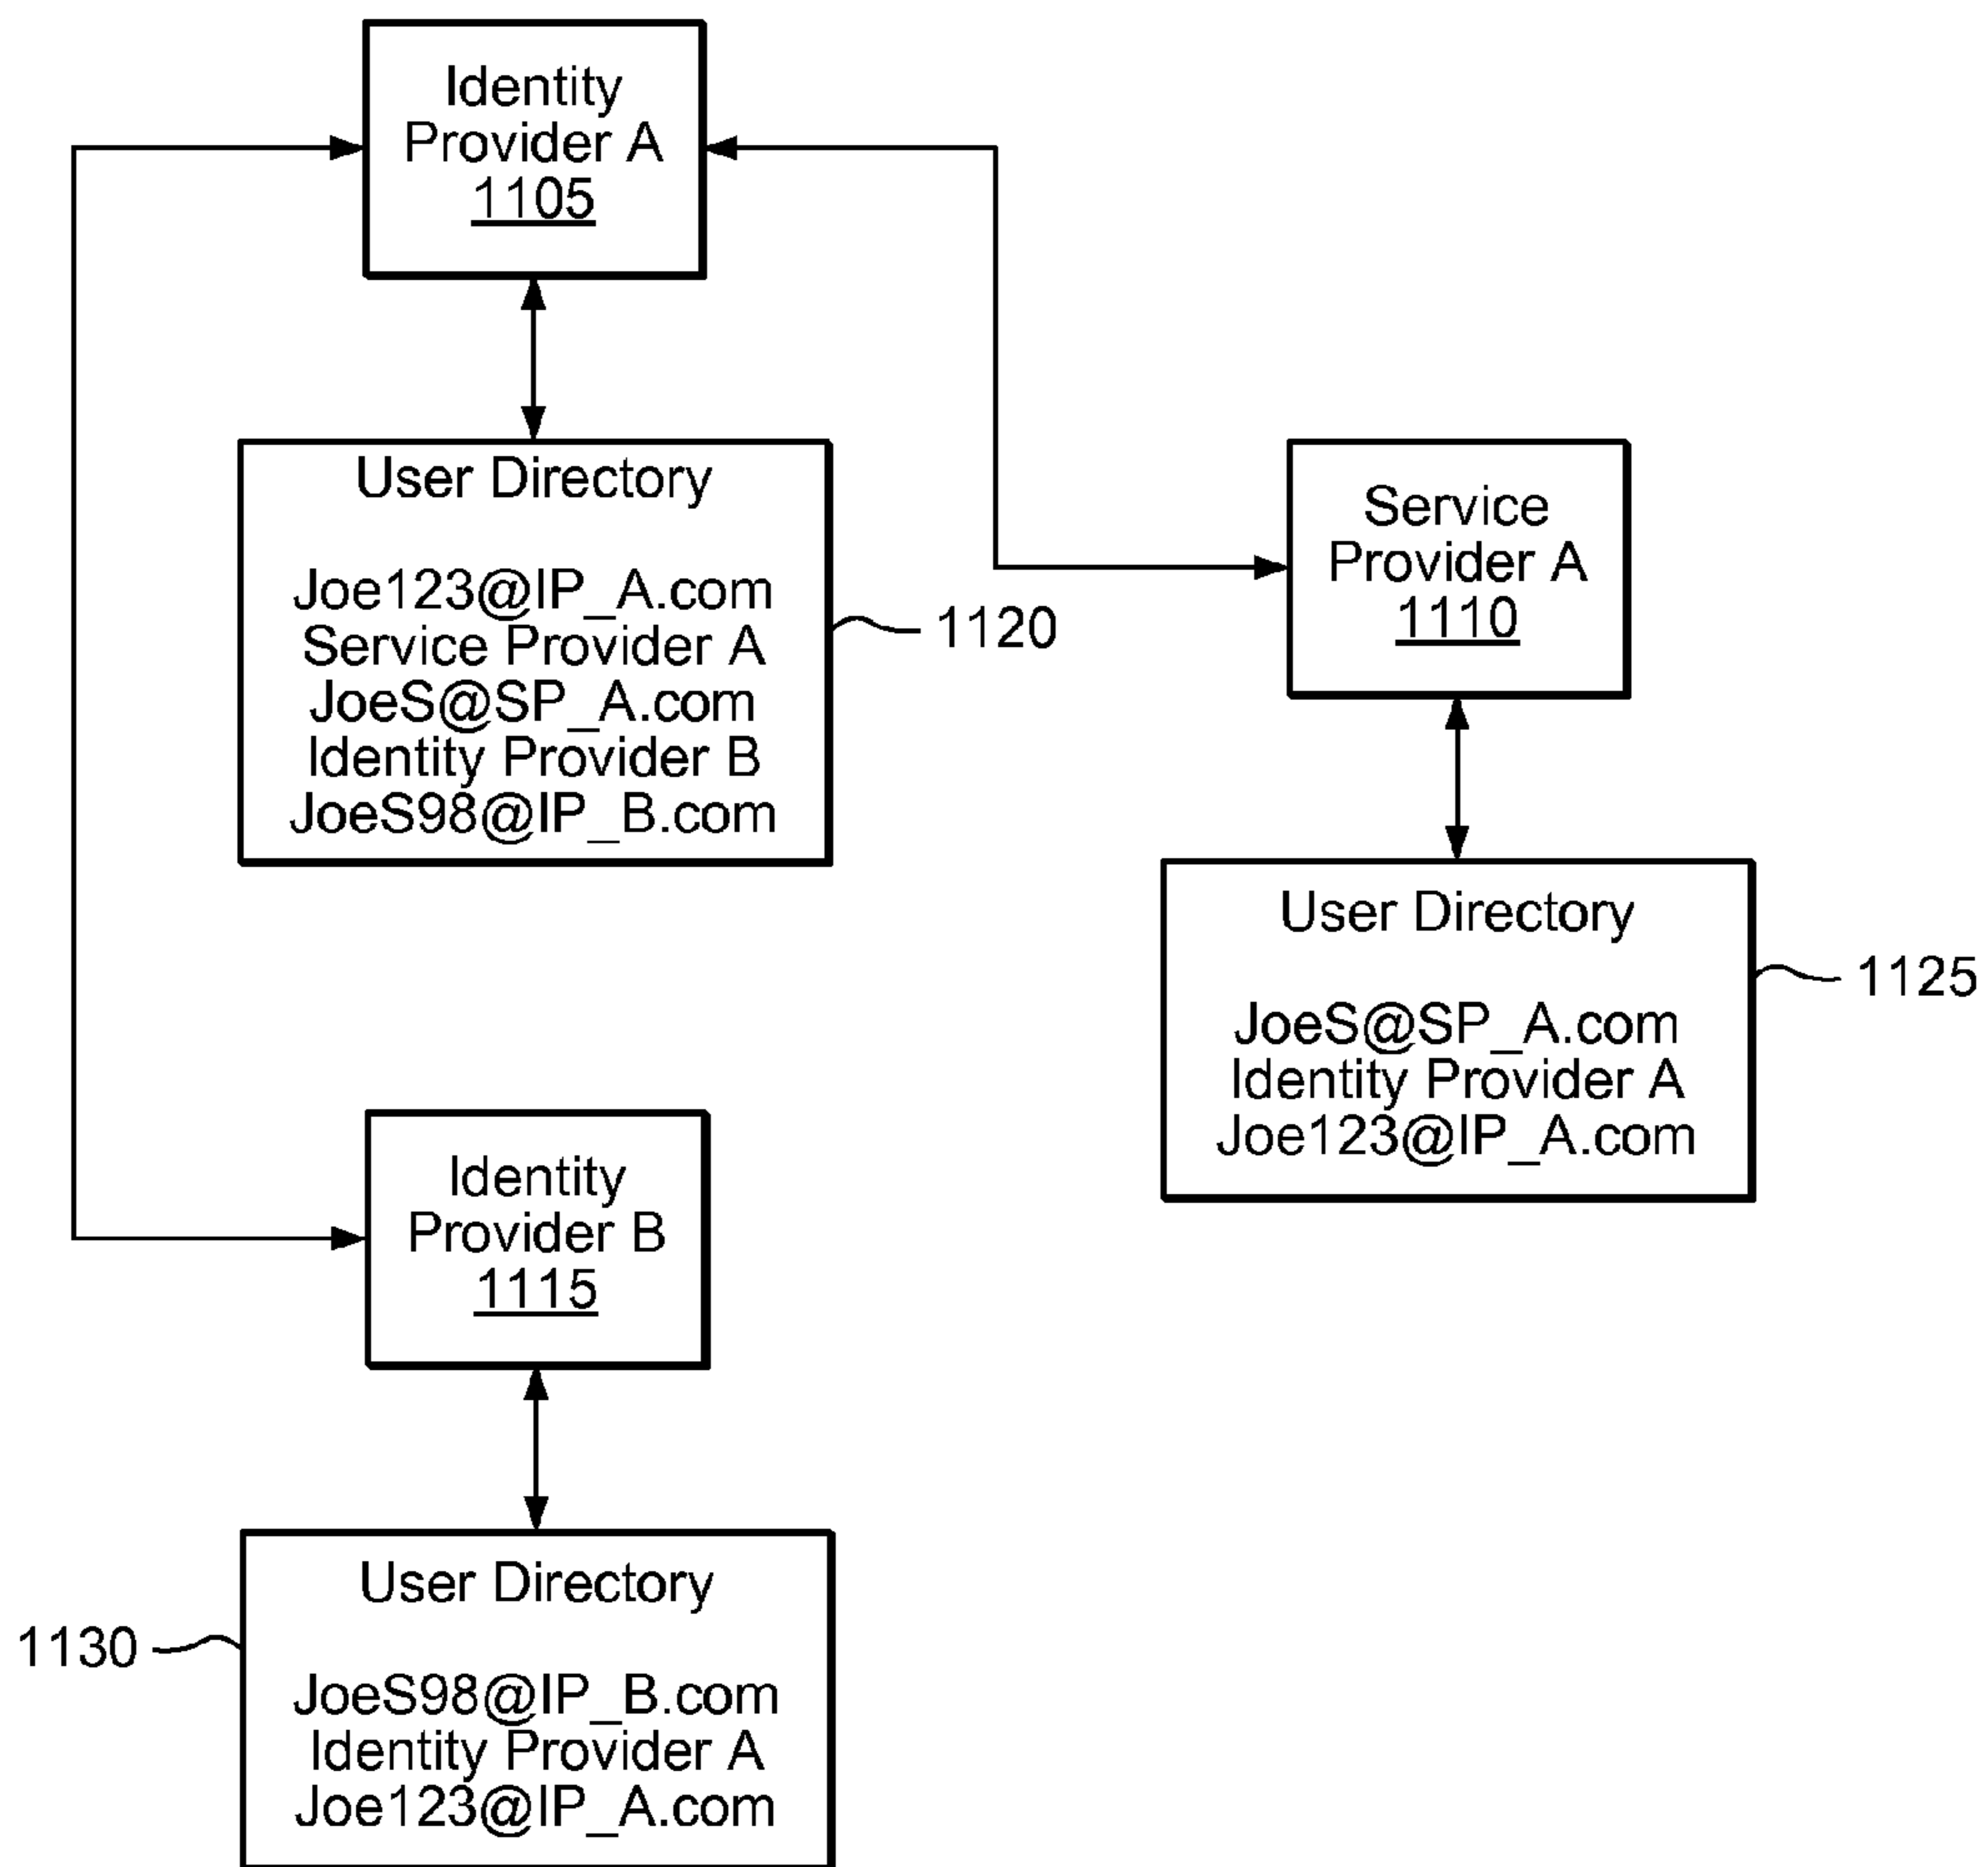 Identity
Provider A
1105
User Directory
Joe123@IP_A.com
Service Provider A
JoeS@SP_A.com
Identity Provider B
JoeS98@IP_B.com
1120
Service
Provider A
1110
User Directory
JoeS@SP_A.com
Identity Provider A
Joe123@IP_A.com
1125
Identity
Provider B
1115
1130
User Directory
JoeS98@IP_B.com
Identity Provider A
Joe123@IP_A.com